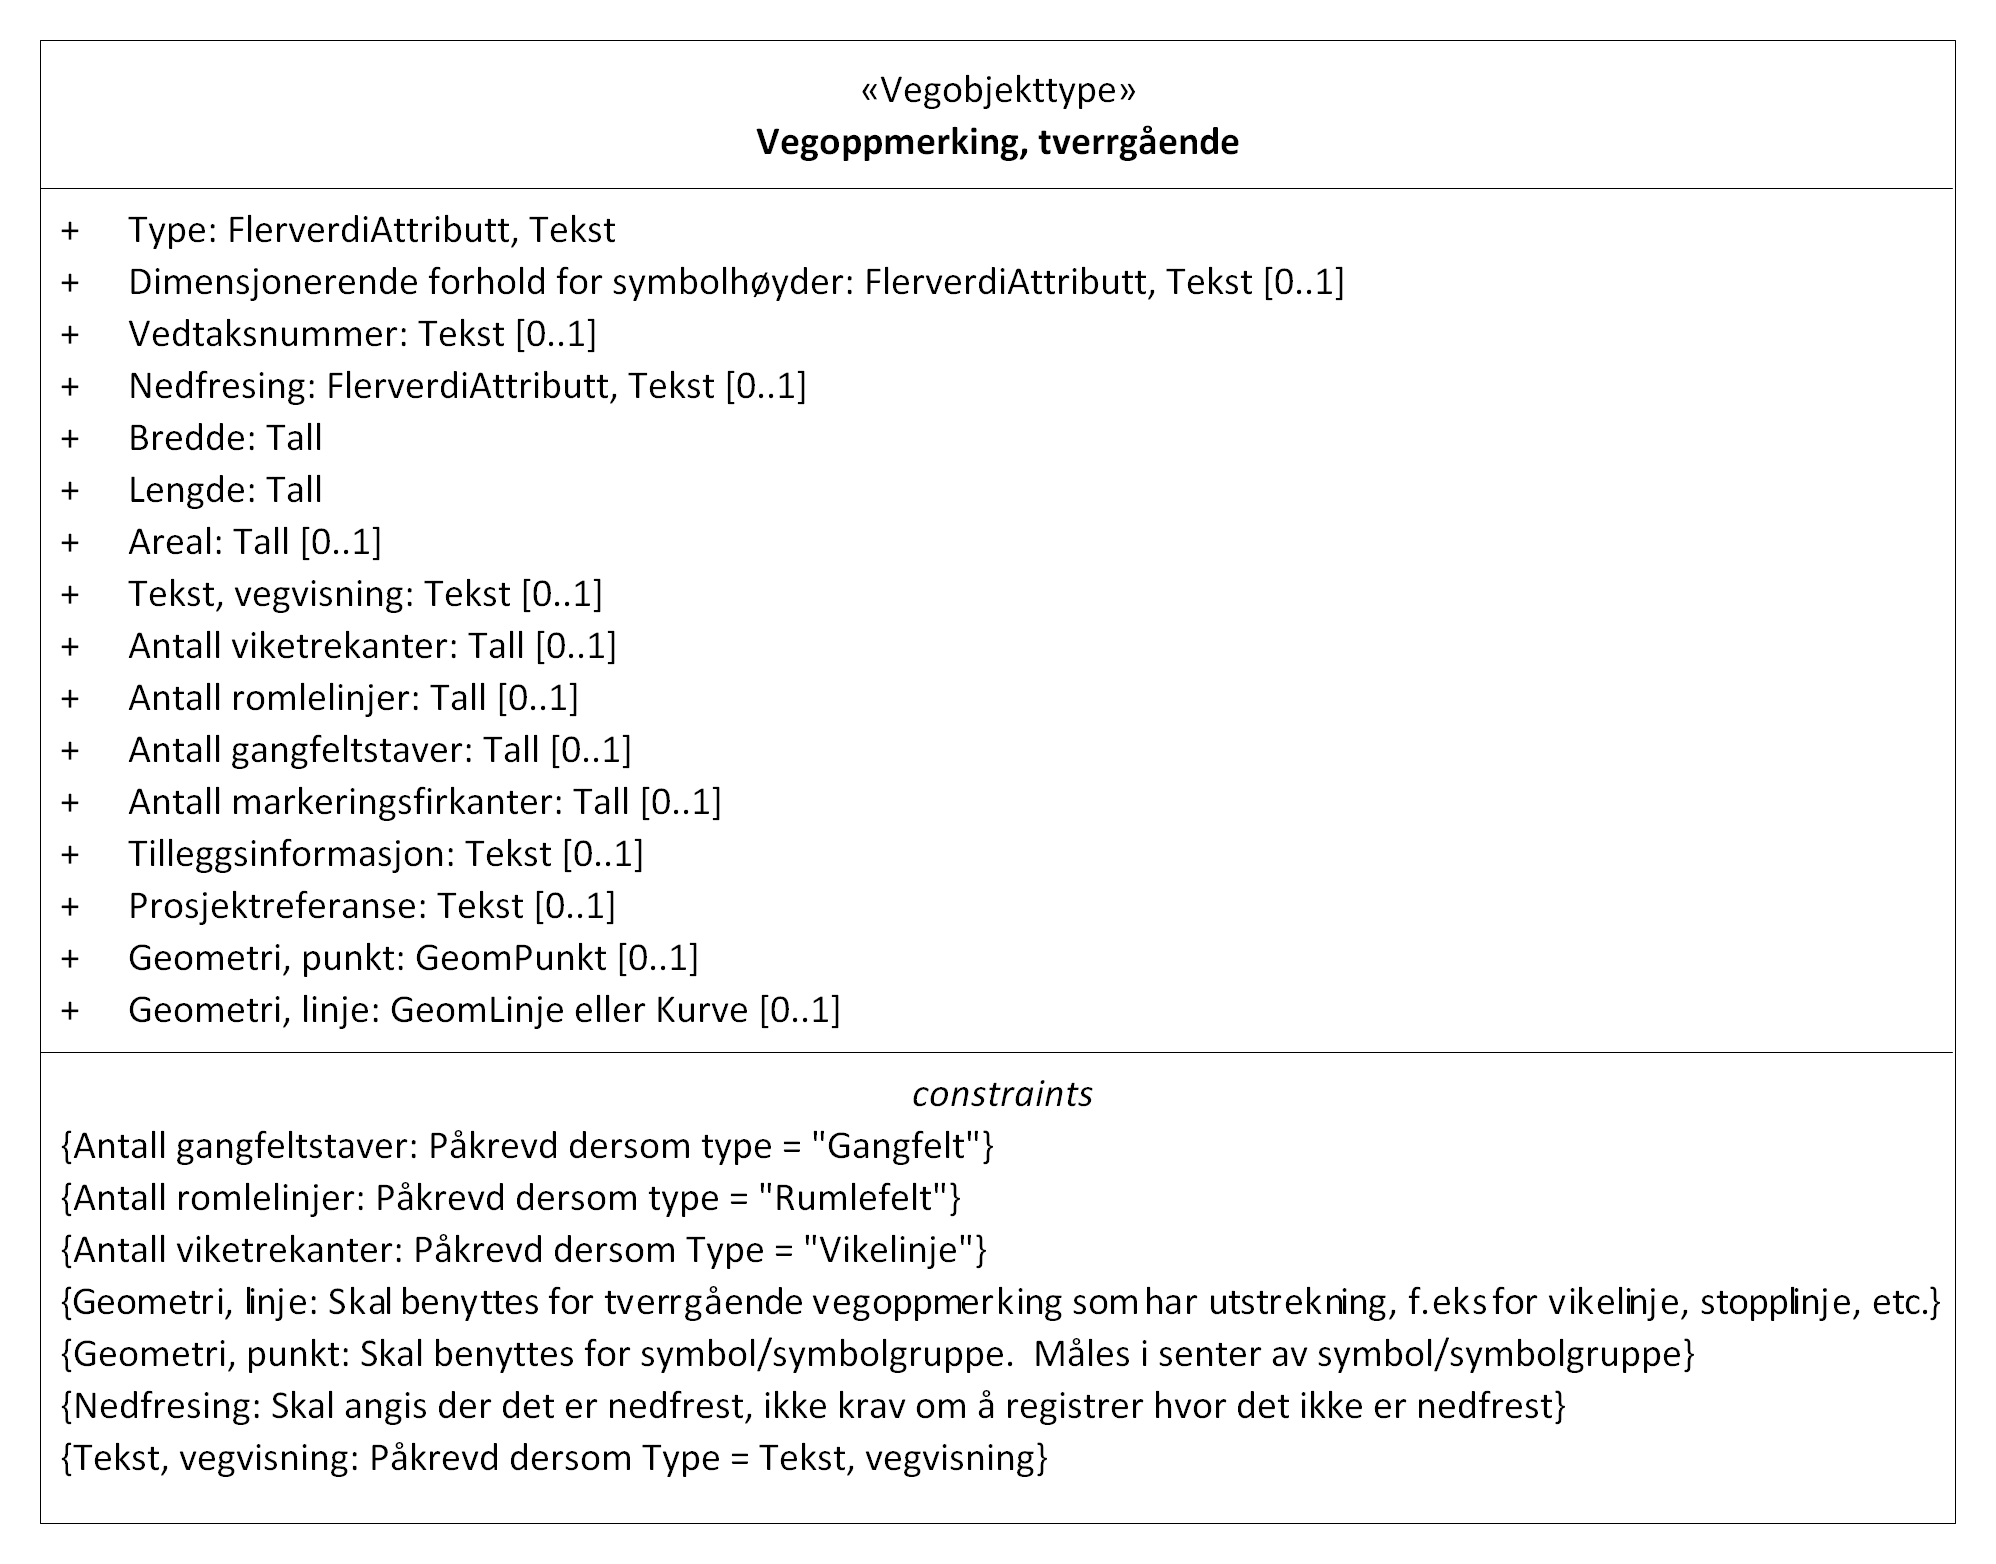 «Vegobjekttype»
Vegoppmerking, tverrgående
+ Type: FlerverdiAttributt, Tekst
+ Dimensjonerende forhold for symbolhøyder: FlerverdiAttributt, Tekst [0..1]
+ Vedtaksnummer: Tekst [0..1]
+ Nedfresing: FlerverdiAttributt, Tekst [0..1]
+ Bredde: Tall
+ Lengde: Tall
+ Areal: Tall [0..1]
+ Tekst, vegvisning: Tekst [0..1]
+ Antall viketrekanter: Tall [0..1]
+ Antall romlelinjer: Tall [0..1]
+ Antall gangfeltstaver: Tall [0..1]
+ Antall markeringsfirkanter: Tall [0..1]
+ Tilleggsinformasjon: Tekst [0..1]
+ Prosjektreferanse: Tekst [0..1]
+ Geometri, punkt: GeomPunkt [0..1]
+ Geometri, linje: GeomLinje eller Kurve [0..1]
constraints
{Antall gangfeltstaver: Påkrevd dersom type = "Gangfelt"}
{Antall romlelinjer: Påkrevd dersom type = "Rumlefelt"}
{Antall viketrekanter: Påkrevd dersom Type = "Vikelinje"}
{Geometri, linje: Skal benyttes for tverrgående vegoppmerking som har utstrekning, f.eks for vikelinje, stopplinje, etc.}
{Geometri, punkt: Skal benyttes for symbol/symbolgruppe.  Måles i senter av symbol/symbolgruppe}
{Nedfresing: Skal angis der det er nedfrest, ikke krav om å registrer hvor det ikke er nedfrest}
{Tekst, vegvisning: Påkrevd dersom Type = Tekst, vegvisning}